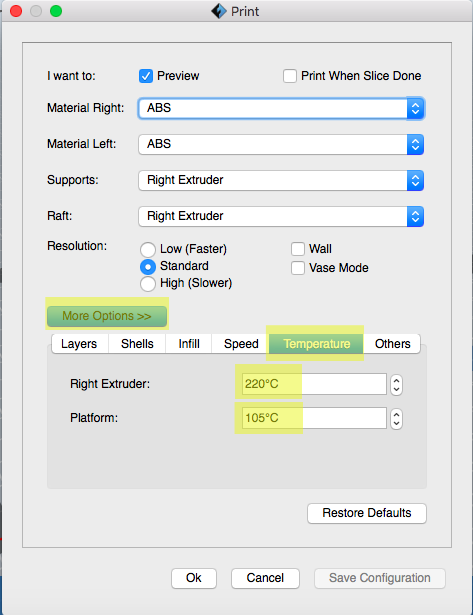 Print
I want to: Preview Print When Slice Done
Material Right: ABS
Material Left: ABS
Supports: Right Extruder
Raft: Right Extruder
Resolution: Low (Faster) Wall
Standard Vase Mode
High (Slower)
More Options >>
Layers Shells Infill Speed Temperature Others
Right Extruder: 220°C
Platform: 105°C
Restore Defaults
Ok Cancel Save Configuration